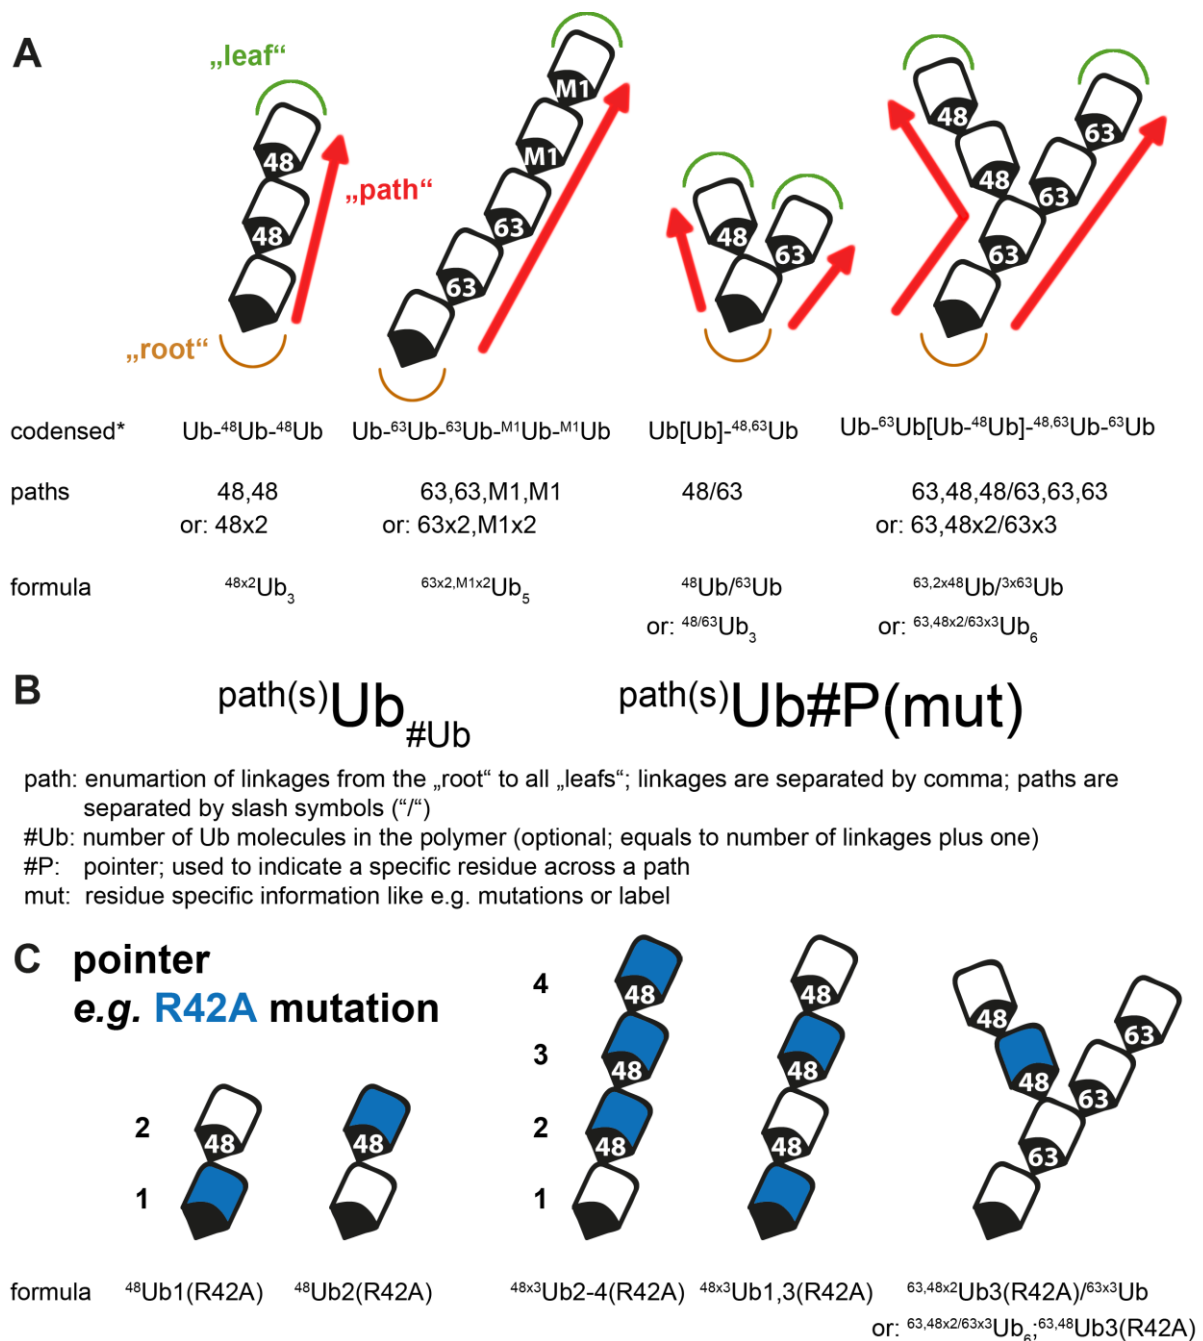 A
„leaf“
„path“
„root“
48
48
M1
M1
63
63
48
63
48
48
63
63
63
codensed* Ub-⁴⁸Ub-⁴⁸Ub Ub-⁶³Ub-⁶³Ub-ᴹ¹Ub-ᴹ¹Ub Ub[Ub]-⁴⁸,⁶³Ub Ub-⁶³Ub[Ub-⁴⁸Ub]-⁴⁸,⁶³Ub-⁶³Ub
paths 48,48 63,63,M1,M1 48/63 63,48,48/63,63,63
or: 48x2 or: 63x2,M1x2 or: 63,48x2/63x3
formula ⁴⁸ˣ²Ub₃ ⁶³ˣ²,ᴹ¹ˣ²Ub₅ ⁴⁸Ub/⁶³Ub ⁶³,²ˣ⁴⁸Ub/³ˣ⁶³Ub
or: ⁴⁸/⁶³Ub₃ or: ⁶³,⁴⁸ˣ²/⁶³ˣ³Ub₆
B
path(s)Ub#Ub path(s)Ub#P(mut)
path: enumartion of linkages from the „root“ to all „leafs“; linkages are separated by comma; paths are
separated by slash symbols (“/“)
#Ub: number of Ub molecules in the polymer (optional; equals to number of linkages plus one)
#P: pointer; used to indicate a specific residue across a path
mut: residue specific information like e.g. mutations or label
C pointer
e.g. R42A mutation
4
3
2
1
2
1
48
48
48
48
48
48
48
48
48
48
63
63
63
formula ⁴⁸Ub1(R42A) ⁴⁸Ub2(R42A) ⁴⁸ˣ³Ub2-4(R42A) ⁴⁸ˣ³Ub1,3(R42A) ⁶³,⁴⁸ˣ²Ub3(R42A)/⁶³ˣ³Ub
or: ⁶³,⁴⁸ˣ²/⁶³ˣ³Ub₆;⁶³,⁴⁸Ub3(R42A)